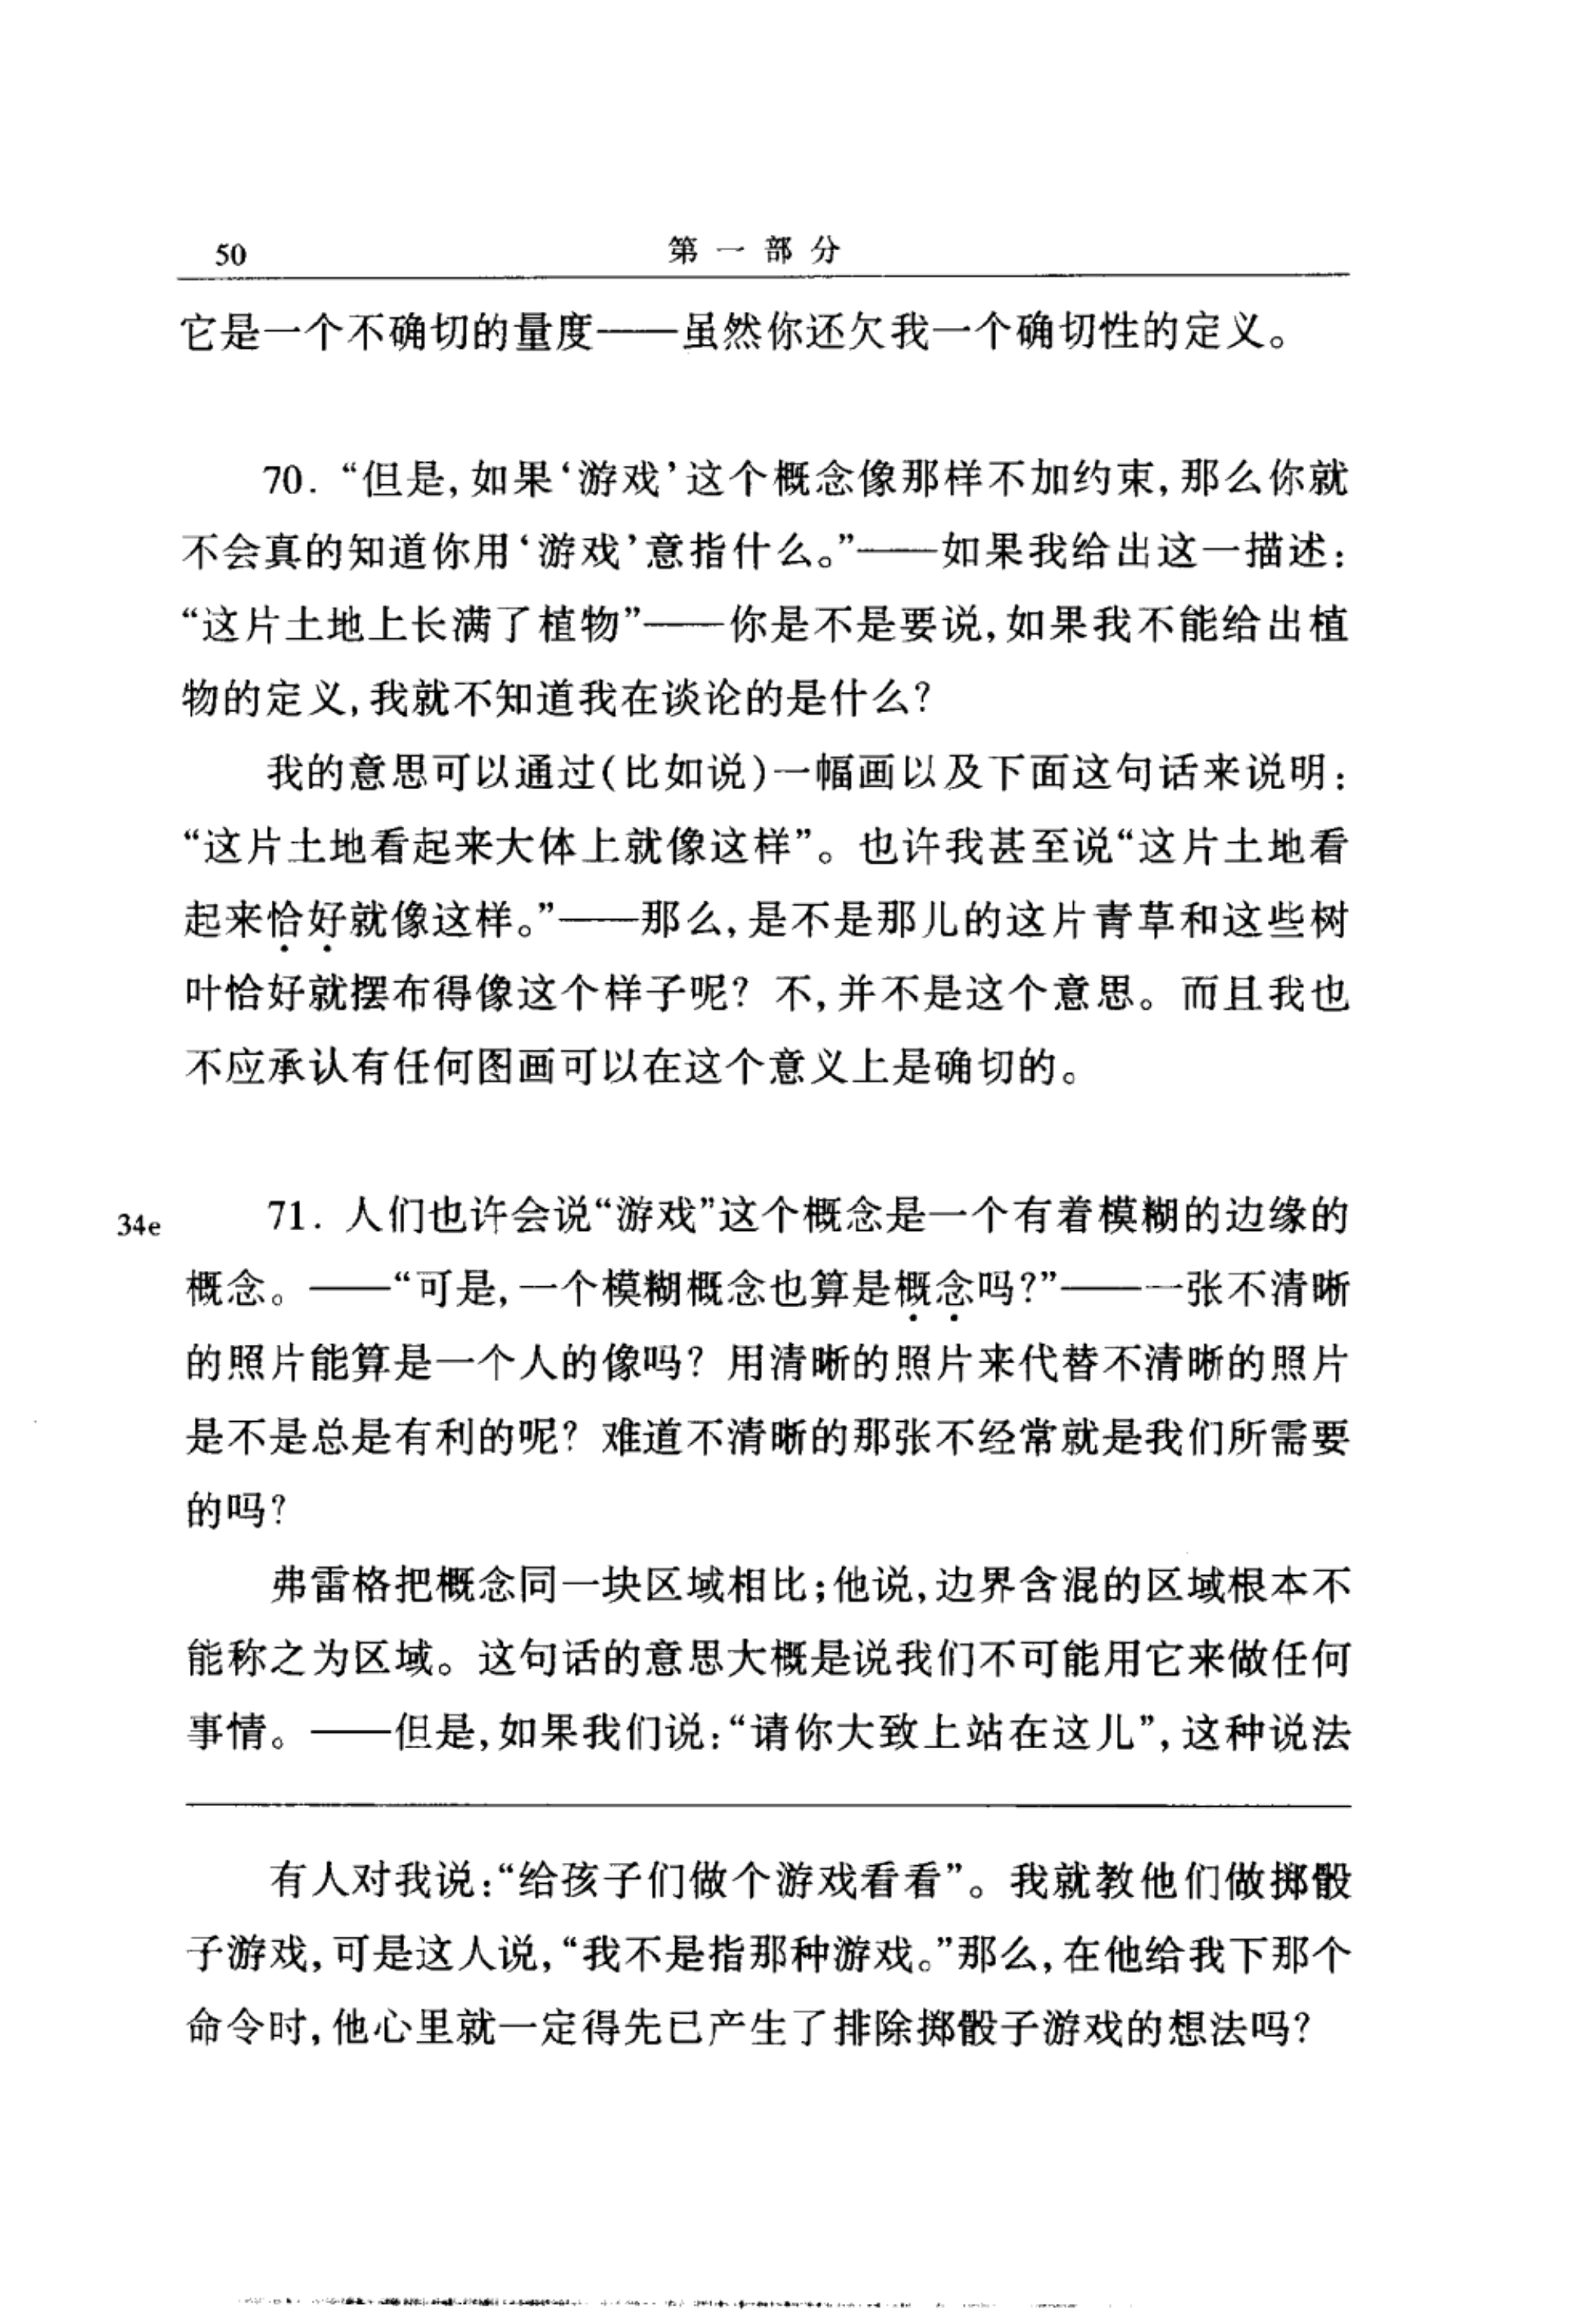 50
第一部分
它是一个不确切的量度——虽然你还欠我一个确切性的定义。
70. “但是,如果‘游戏’这个概念像那样不加约束,那么你就
不会真的知道你用‘游戏’意指什么。”——如果我给出这一描述:
“这片土地上长满了植物”——你是不是要说,如果我不能给出植
物的定义,我就不知道我在谈论的是什么?
我的意思可以通过(比如说)一幅画以及下面这句话来说明:
“这片土地看起来大体上就像这样”。也许我甚至说“这片土地看
起来恰好就像这样。”——那么,是不是那儿的这片青草和这些树
叶恰好就摆布得像这个样子呢? 不,并不是这个意思。而且我也
不应承认有任何图画可以在这个意义上是确切的。
34e
71. 人们也许会说“游戏”这个概念是一个有着模糊的边缘的
概念。——“可是,一个模糊概念也算是概念吗?”——一张不清晰
的照片能算是一个人的像吗? 用清晰的照片来代替不清晰的照片
是不是总是有利的呢? 难道不清晰的那张不经常就是我们所需要
的吗?
弗雷格把概念同一块区域相比;他说,边界含混的区域根本不
能称之为区域。这句话的意思大概是说我们不可能用它来做任何
事情。——但是,如果我们说:“请你大致上站在这儿”,这种说法
有人对我说:“给孩子们做个游戏看看”。我就教他们做掷骰
子游戏,可是这人说,“我不是指那种游戏。”那么,在他给我下那个
命令时,他心里就一定得先已产生了排除掷骰子游戏的想法吗?